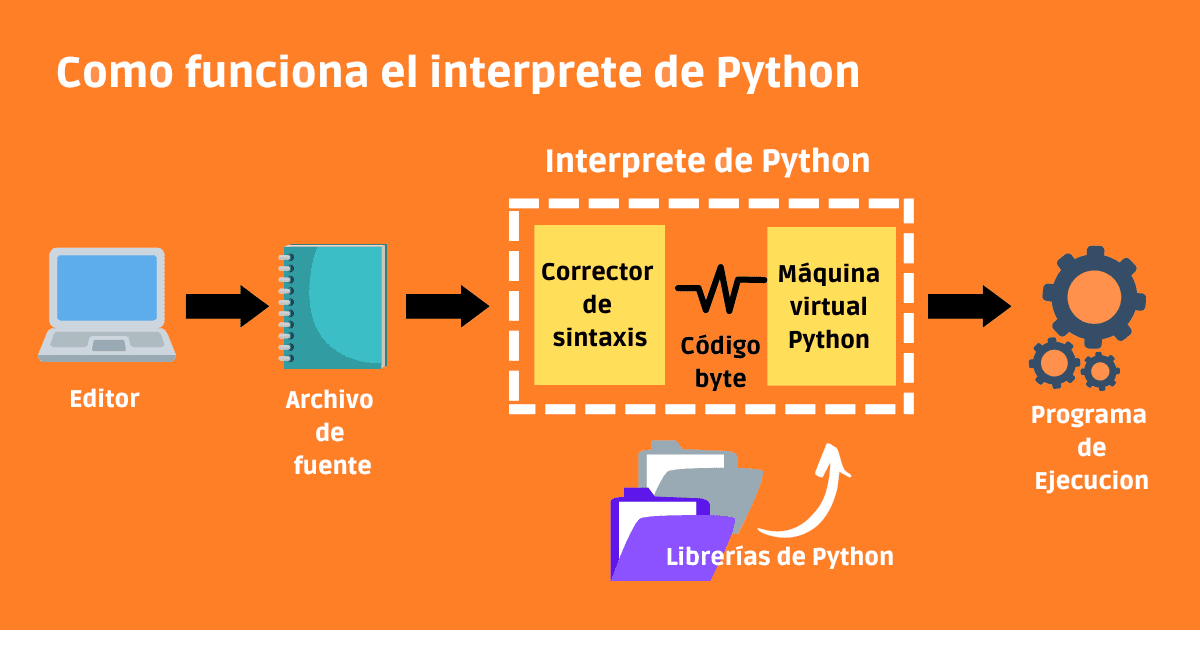 Como funciona el interprete de Python
Interprete de Python
Editor
Archivo
de
fuente
Corrector
de
sintaxis
Código
byte
Máquina
virtual
Python
Librerías de Python
Programa
de
Ejecucion